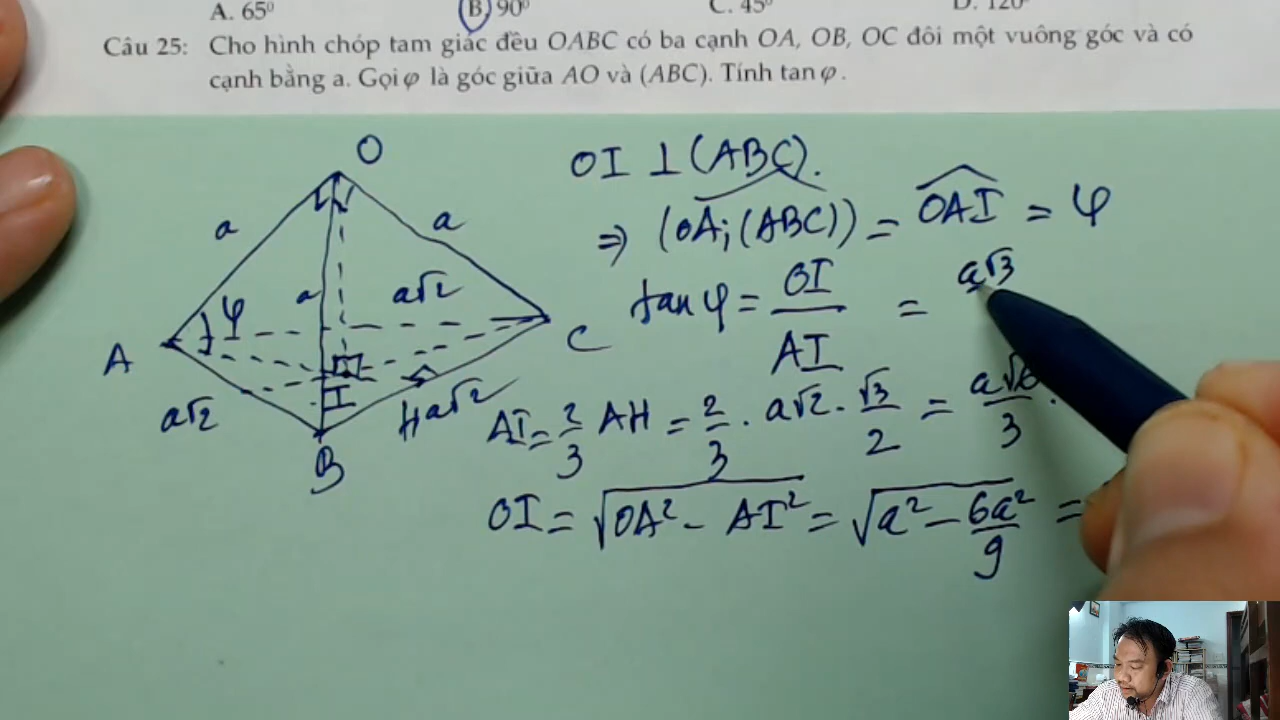 A. 65⁰ B. 90⁰ C. 45⁰ D. 120⁰
Câu 25: Cho hình chóp tam giác đều OABC có ba cạnh OA, OB, OC đôi một vuông góc và có
cạnh bằng a. Gọi φ là góc giữa AO và (ABC). Tính tan φ.
O
a
a
a
a√2
φ
A
C
I
a√2
H
a√2
B
OI ⊥ (ABC).
⇒ (OA; (ABC)) = OAI = φ
tan φ = OI/AI = a√3
AI = 2/3 AH = 2/3 . a√2 . √3/2 = a√6/3 .
OI = √(OA² - AI²) = √(a² - 6a²/9) =